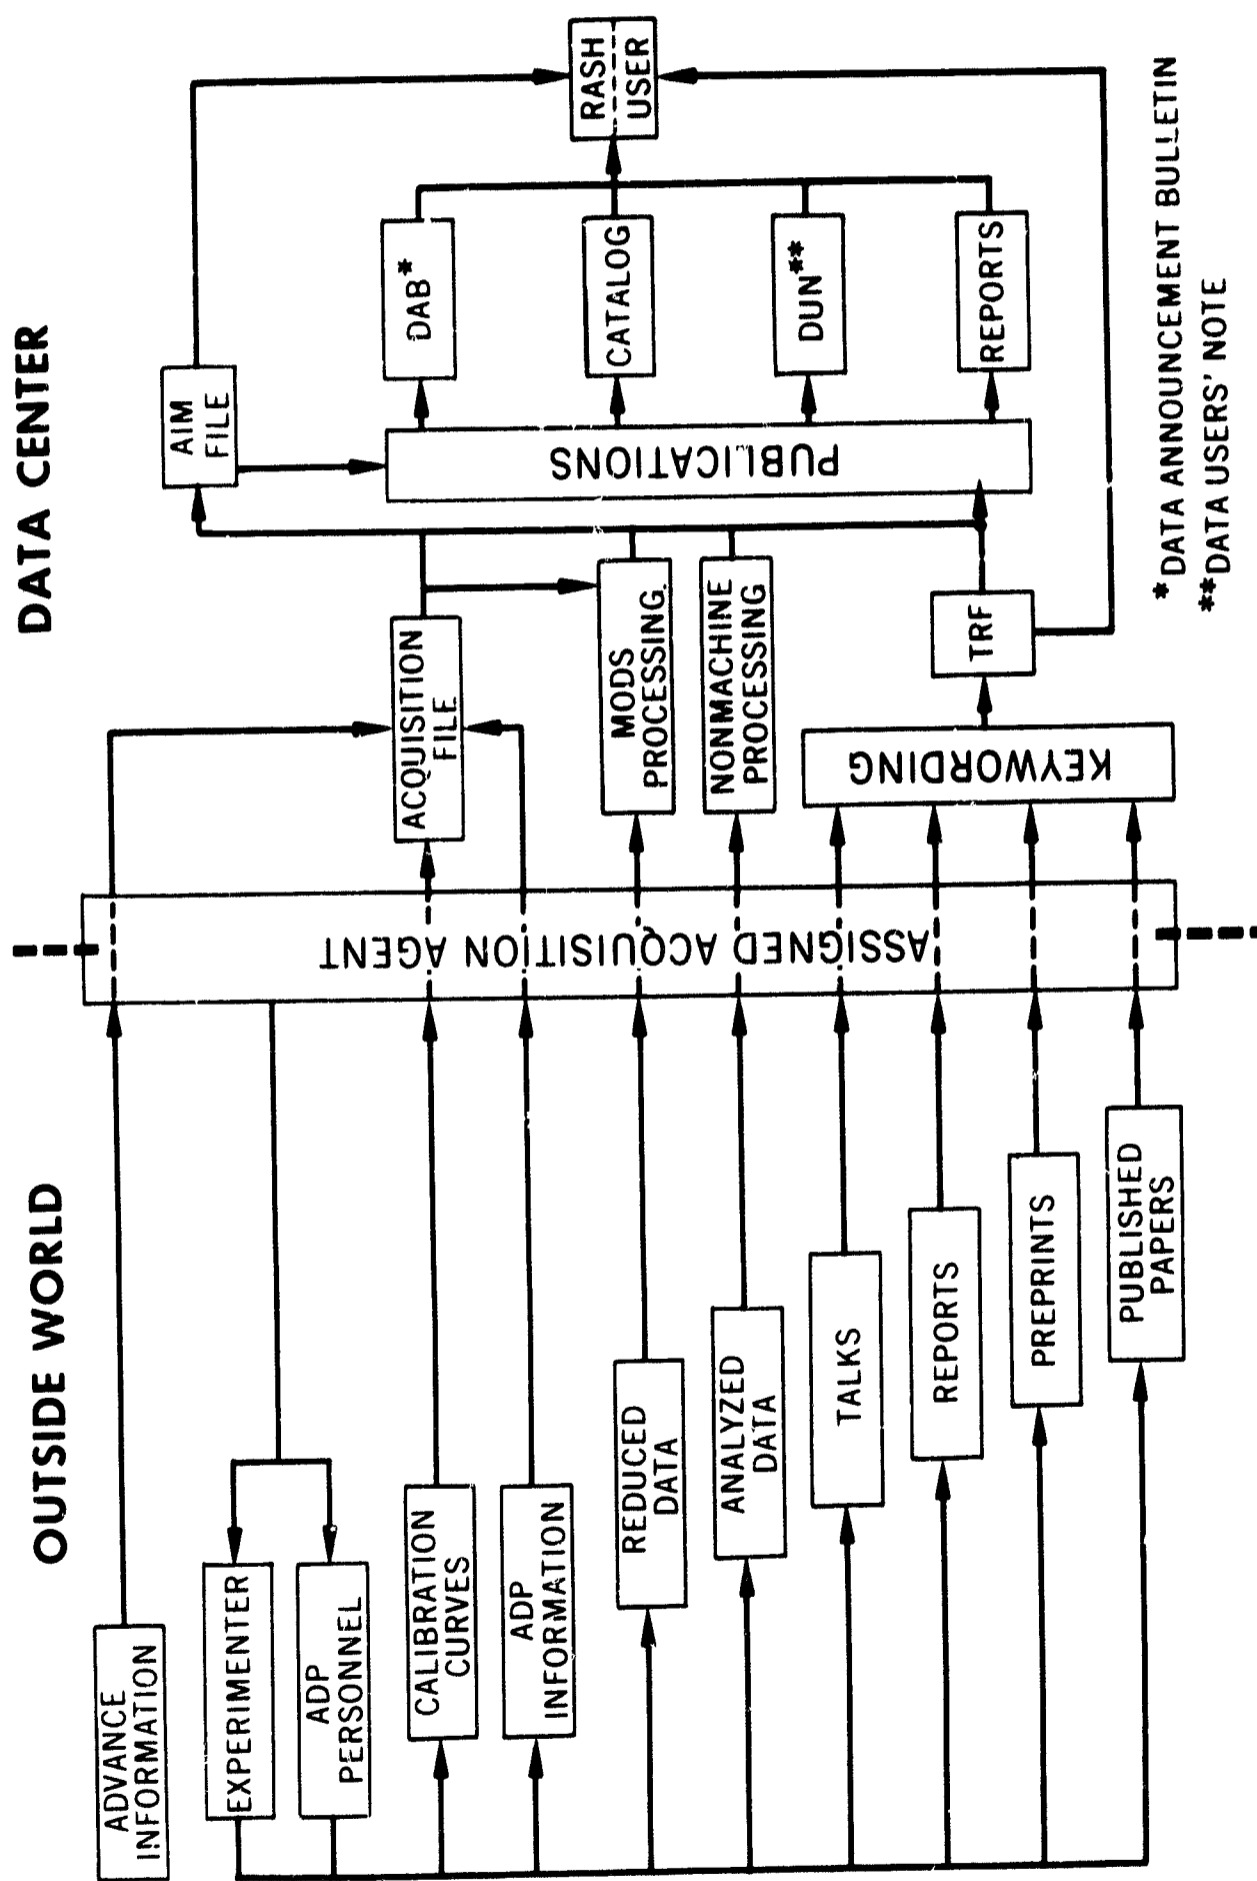 OUTSIDE WORLD
DATA CENTER
ADVANCE
INFORMATION
EXPERIMENTER
ADP
PERSONNEL
CALIBRATION
CURVES
ADP
INFORMATION
REDUCED
DATA
ANALYZED
DATA
TALKS
REPORTS
PREPRINTS
PUBLISHED
PAPERS
ASSIGNED ACQUISITION AGENT
ACQUISITION
FILE
MODS
PROCESSING.
NONMACHINE
PROCESSING
KEYWORDING
TRF
AIM
FILE
PUBLICATIONS
DAB*
CATALOG
DUN**
REPORTS
RASH
USER
*DATA ANNOUNCEMENT BULLETIN
**DATA USERS' NOTE